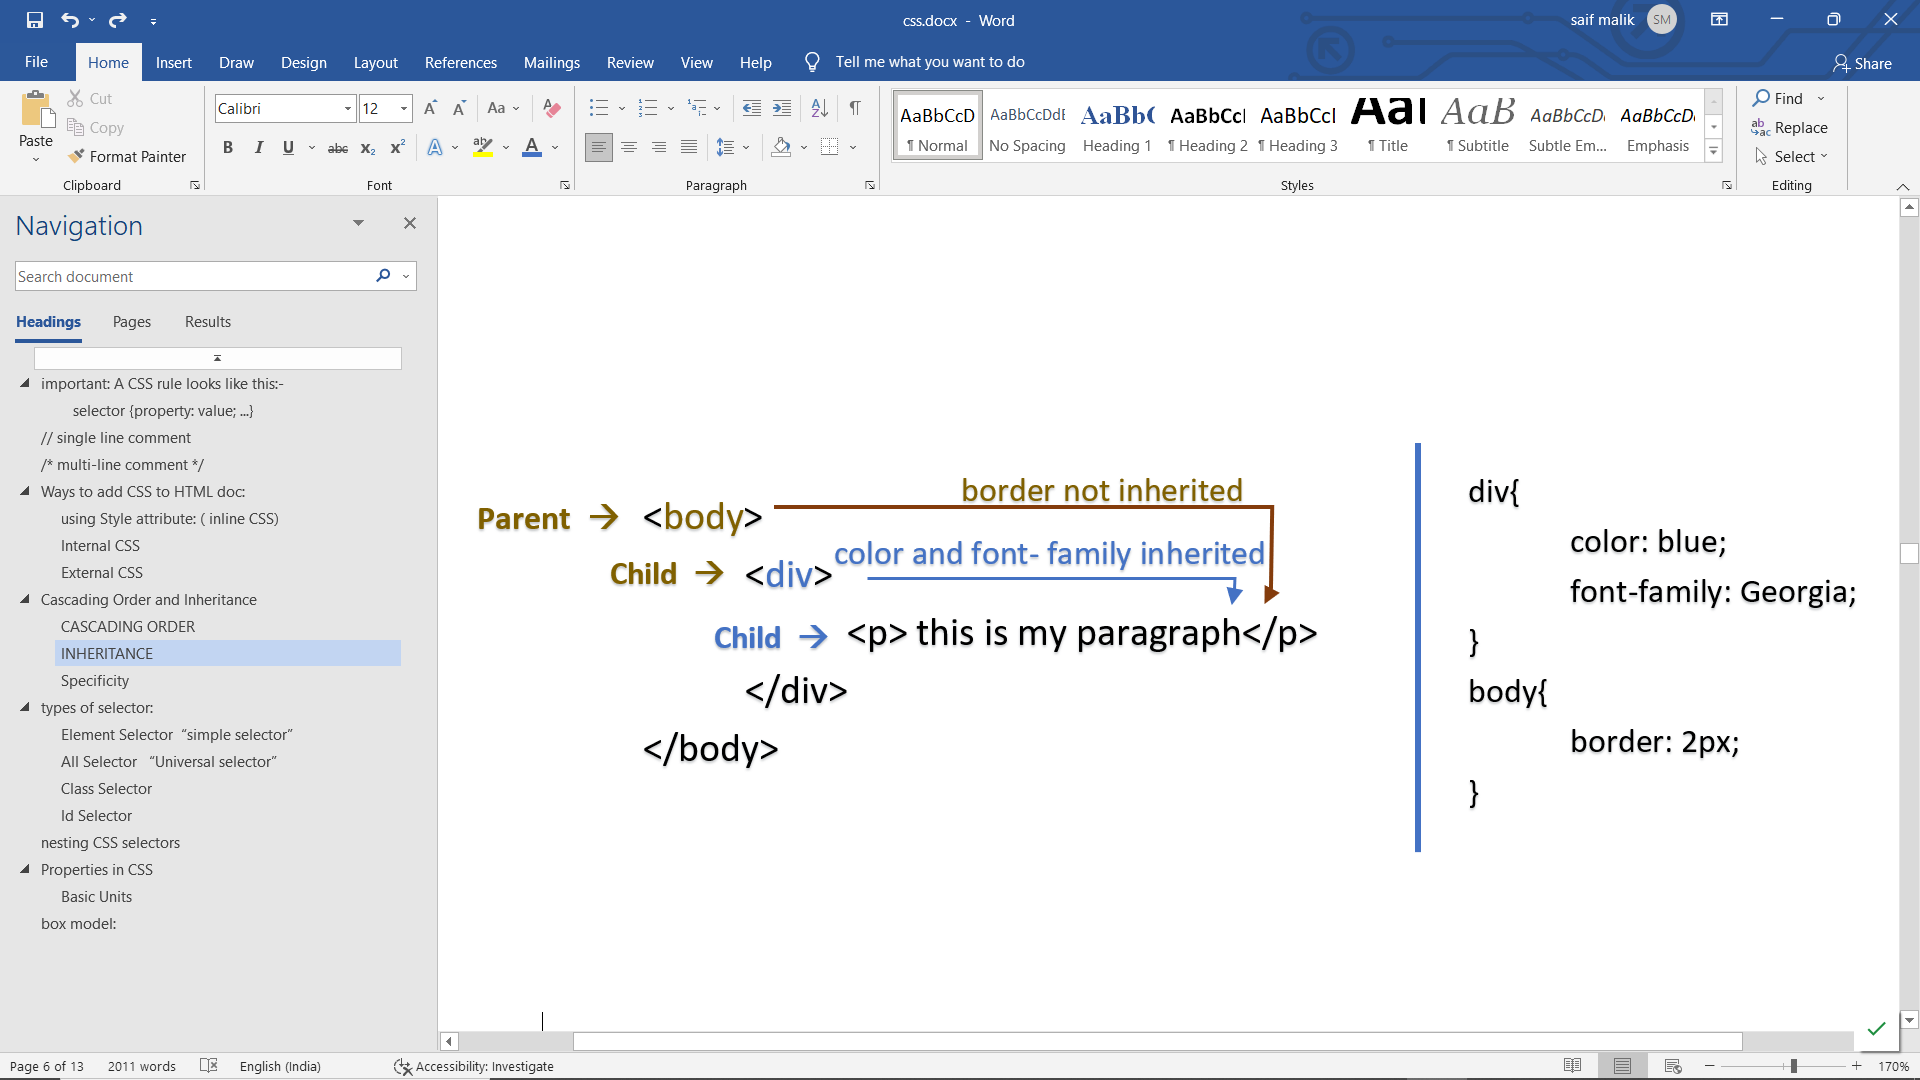 css.docx - Word
saif malik SM
File Home Insert Draw Design Layout References Mailings Review View Help Tell me what you want to do Share
Paste Cut Copy Format Painter
Calibri 12 Aa
B I U abc x₂ x² A ab A
AaBbCcD AaBbCcDdE AaBbC AaBbCcI AaBbCcI AaI AaB AaBbCcD AaBbCcD
¶ Normal No Spacing Heading 1 ¶ Heading 2 ¶ Heading 3 ¶ Title ¶ Subtitle Subtle Em... Emphasis
Find
Replace
Select
Clipboard Font Paragraph Styles Editing
Navigation
Search document
Headings Pages Results
important: A CSS rule looks like this:-
selector {property: value; ...}
// single line comment
/* multi-line comment */
Ways to add CSS to HTML doc:
using Style attribute: ( inline CSS)
Internal CSS
External CSS
Cascading Order and Inheritance
CASCADING ORDER
INHERITANCE
Specificity
types of selector:
Element Selector “simple selector”
All Selector “Universal selector”
Class Selector
Id Selector
nesting CSS selectors
Properties in CSS
Basic Units
box model:
border not inherited
Parent → <body>
color and font- family inherited
Child → <div>
Child → <p> this is my paragraph</p>
</div>
</body>
div{
color: blue;
font-family: Georgia;
}
body{
border: 2px;
}
Page 6 of 13 2011 words English (India) Accessibility: Investigate 170%